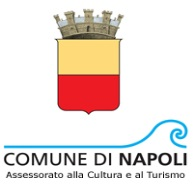 COMUNE DI NAPOLI
Assessorato alla Cultura e al Turismo